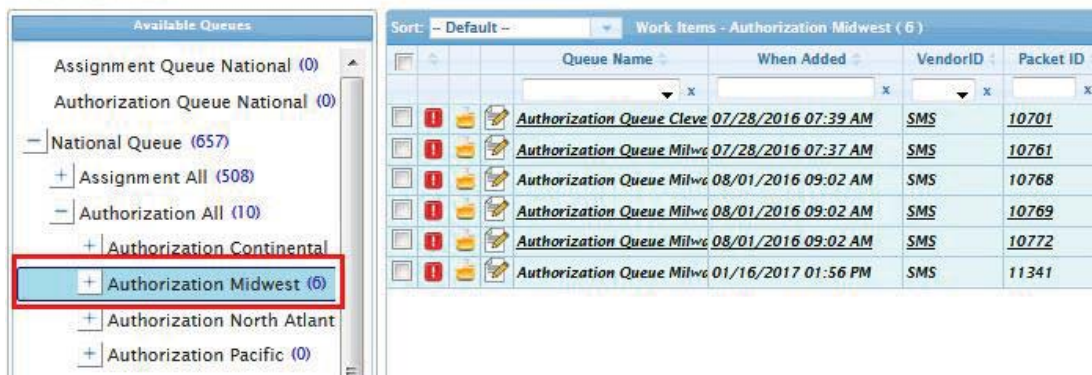 Available Queues
Assignment Queue National (0)
Authorization Queue National (0)
National Queue (657)
Assignment All (508)
Authorization All (10)
Authorization Continental
Authorization Midwest (6)
Authorization North Atlant
Authorization Pacific (0)
Sort: -- Default -- Work Items - Authorization Midwest ( 6 )
Queue Name When Added VendorID Packet ID
x x x x
Authorization Queue Cleve 07/28/2016 07:39 AM SMS 10701
Authorization Queue Milwa 07/28/2016 07:37 AM SMS 10761
Authorization Queue Milwa 08/01/2016 09:02 AM SMS 10768
Authorization Queue Milwa 08/01/2016 09:02 AM SMS 10769
Authorization Queue Milwa 08/01/2016 09:02 AM SMS 10772
Authorization Queue Milwa 01/16/2017 01:56 PM SMS 11341